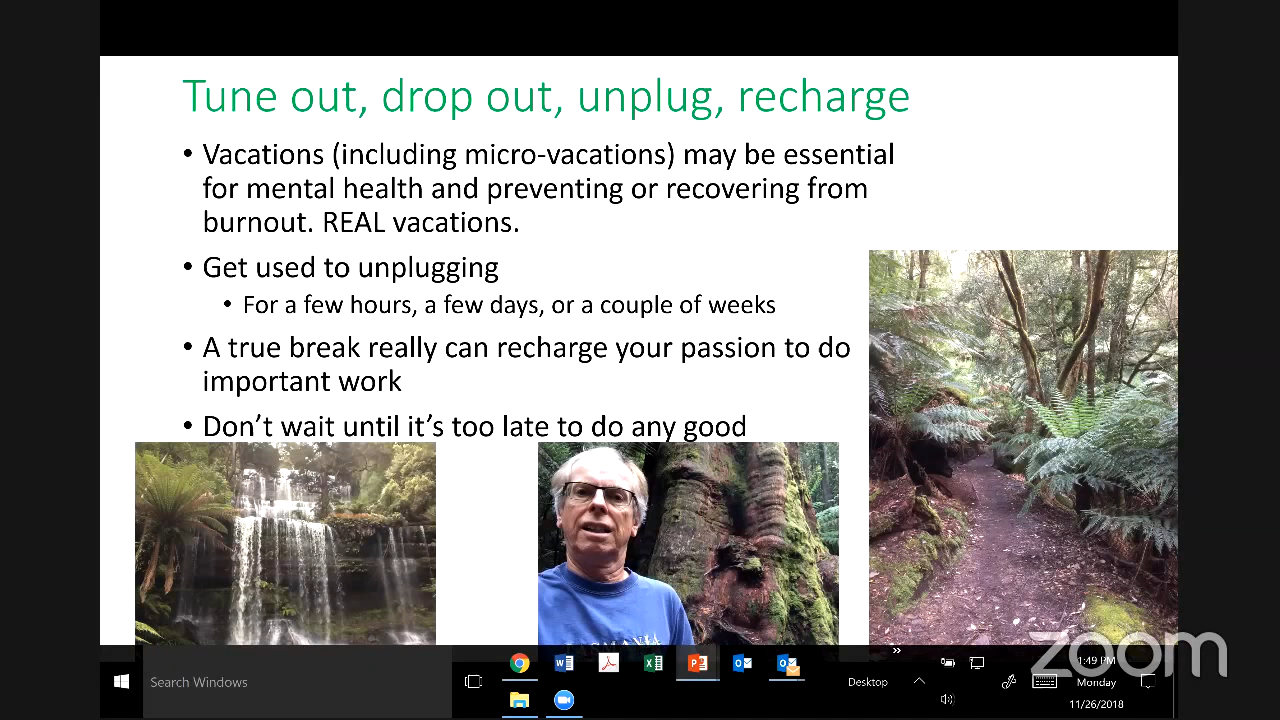 Tune out, drop out, unplug, recharge
• Vacations (including micro-vacations) may be essential
for mental health and preventing or recovering from
burnout. REAL vacations.
• Get used to unplugging
• For a few hours, a few days, or a couple of weeks
• A true break really can recharge your passion to do
important work
• Don't wait until it's too late to do any good
TASMANIA
Search Windows
Desktop
1:49 PM
Monday
11/26/2018
zoom